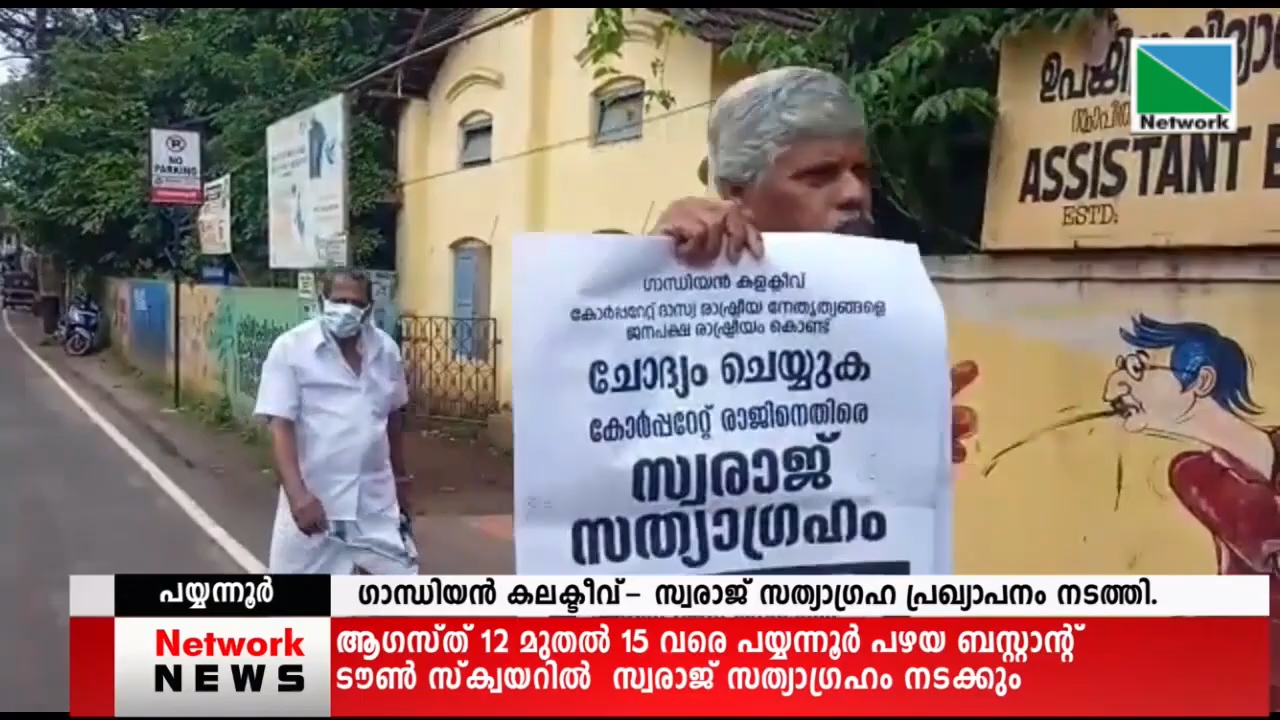 ഉപജില്ലാ
ASSISTANT E
ESTD:
Network
NO
PARKING
ഗാന്ധിയൻ കളക്ടീവ്
കോർപ്പറേറ്റ് ദാസ്യ രാഷ്ട്രീയ നേതൃത്വങ്ങളെ
ജനപക്ഷ രാഷ്ട്രീയം കൊണ്ട്
ചോദ്യം ചെയ്യുക
കോർപ്പറേറ്റ് രാജിനെതിരെ
സ്വരാജ്
സത്യാഗ്രഹം
പയ്യന്നൂർ
ഗാന്ധിയൻ കലക്ടീവ്- സ്വരാജ് സത്യാഗ്രഹ പ്രഖ്യാപനം നടത്തി.
Network
NEWS
ആഗസ്ത് 12 മുതൽ 15 വരെ പയ്യന്നൂർ പഴയ ബസ്റ്റാന്റ്
ടൗൺ സ്ക്വയറിൽ സ്വരാജ് സത്യാഗ്രഹം നടക്കും